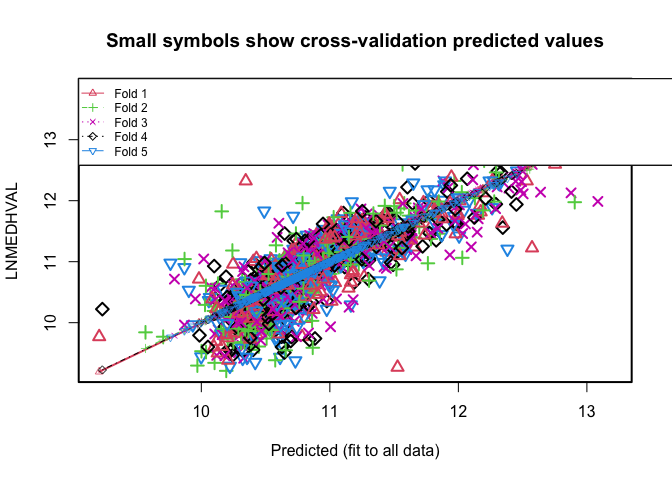 Small symbols show cross-validation predicted values
Fold 1
Fold 2
Fold 3
Fold 4
Fold 5
LNMEDHVAL
13
12
11
10
10 11 12 13
Predicted (fit to all data)